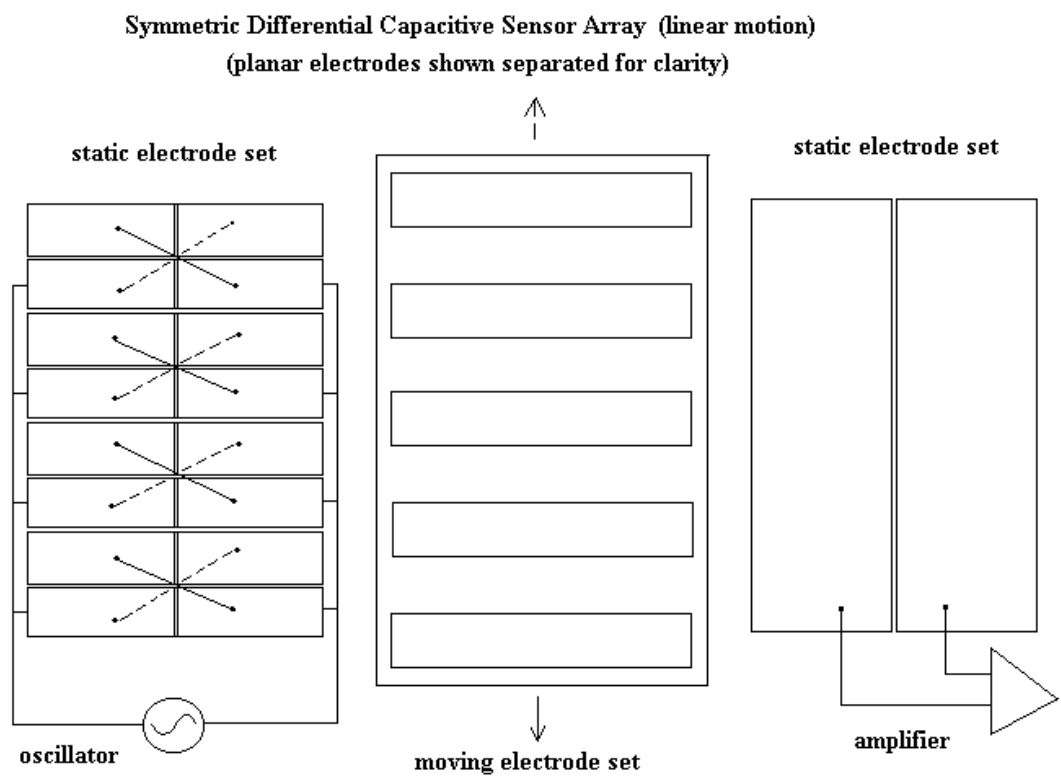 Symmetric Differential Capacitive Sensor Array (linear motion)
(planar electrodes shown separated for clarity)
static electrode set
static electrode set
oscillator
moving electrode set
amplifier